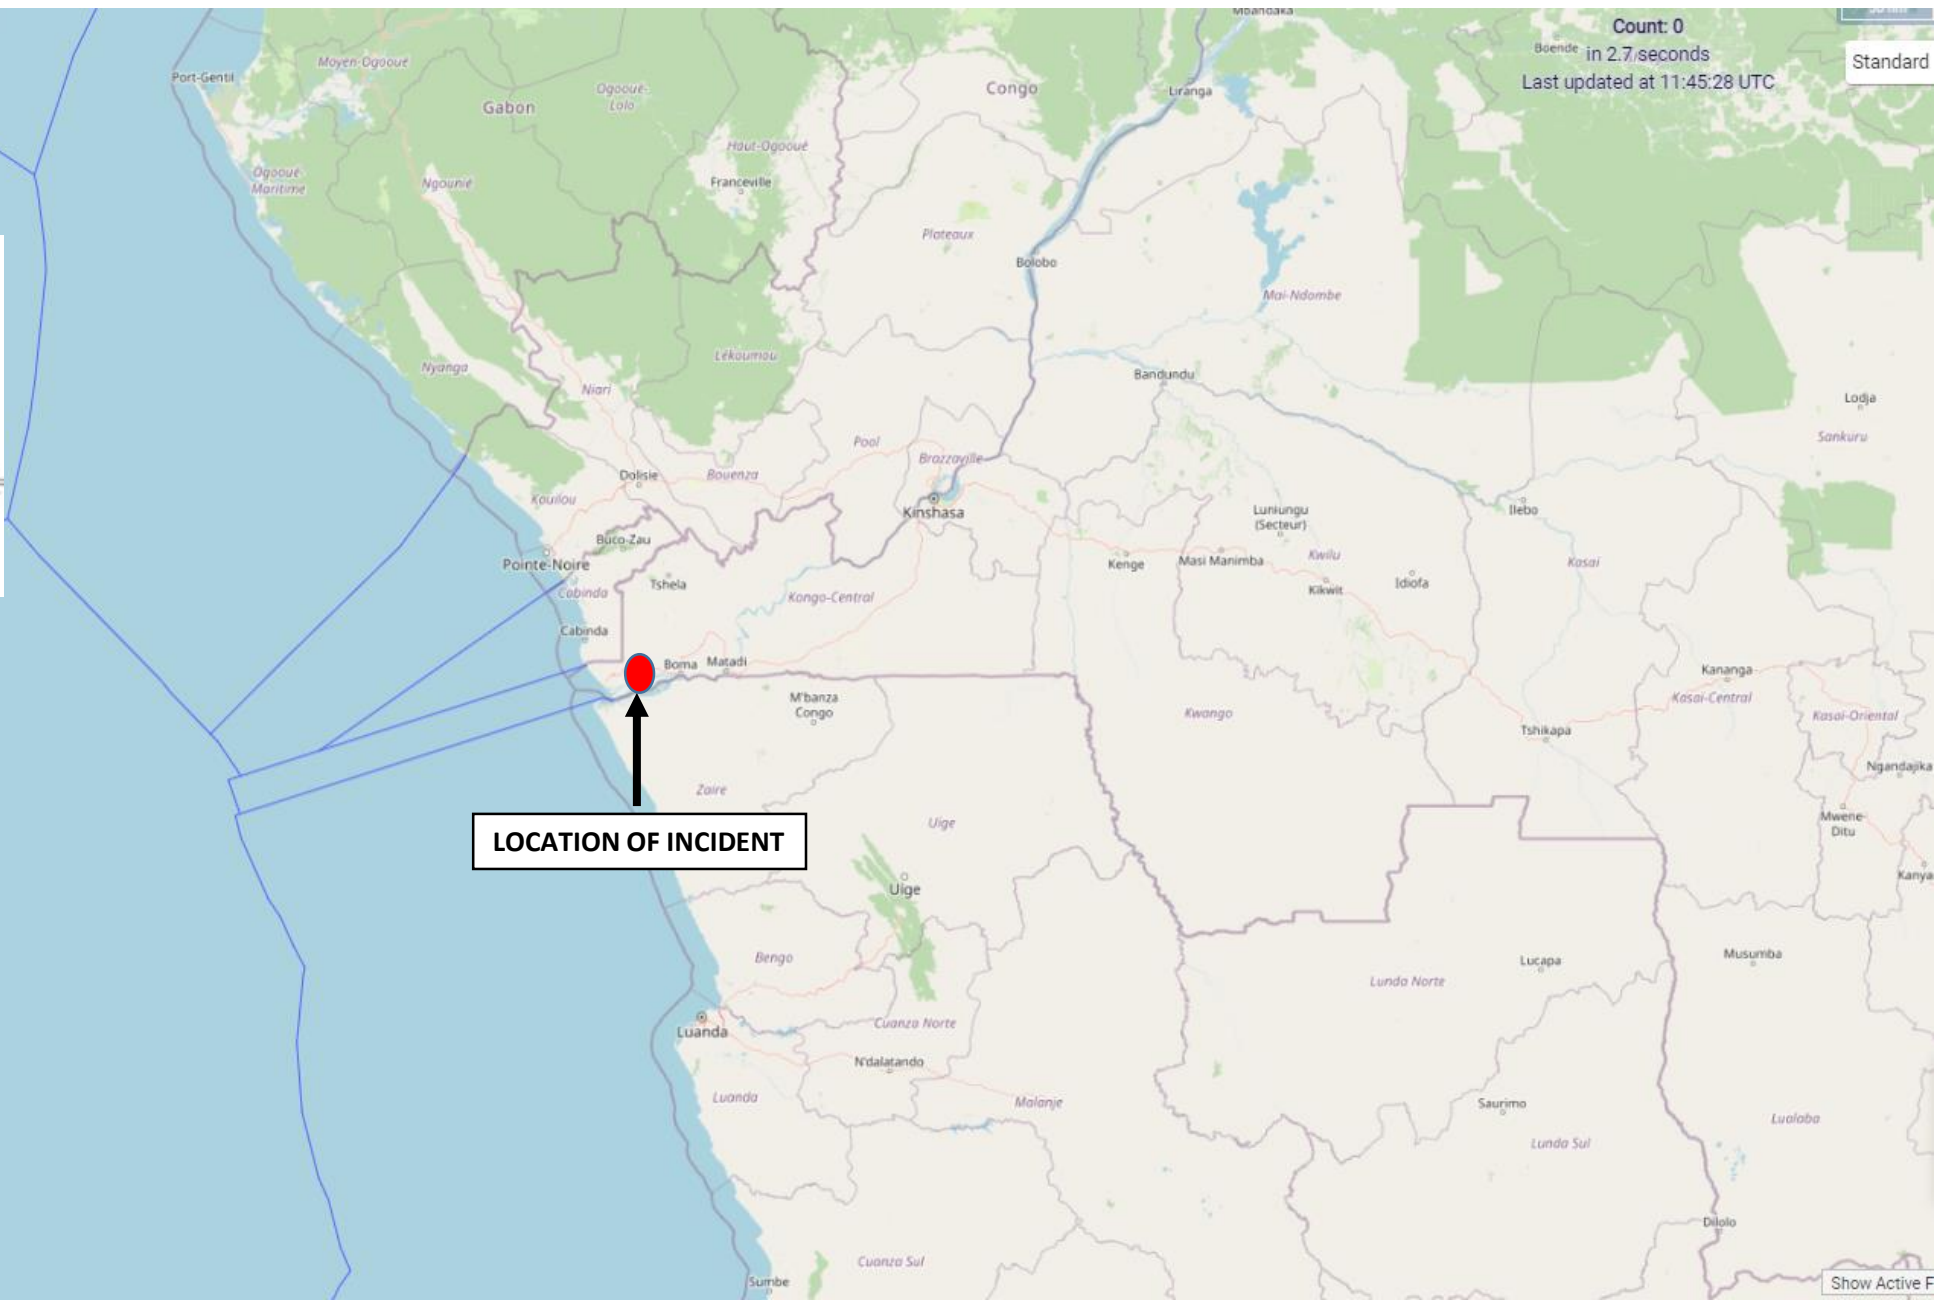 Mbandaka
Count: 0
Boende
in 2.7 seconds
Last updated at 11:45:28 UTC
Standard
Port-Gentil
Moyen-Ogooué
Gabon
Ogooué-
Lolo
Congo
Liranga
Haut-Ogooué
Ogooué
Maritime
Ngounié
Franceville
Plateaux
Bolobo
Mai-Ndombe
Nyanga
Niari
Lékoumou
Bandundu
Lodja
Sankuru
Pool
Brazzaville
Dolisie
Bouenza
Kouilou
Kinshasa
Luniungu
(Secteur)
Ilebo
Buco-Zau
Pointe-Noire
Kenge
Masi Manimba
Kwilu
Kasai
Tshela
Cabinda
Kongo-Central
Kikwit
Idiofa
Cabinda
Boma
Matadi
Kananga
Kasai-Central
M'banza
Congo
Kwango
Kasai-Oriental
Tshikapa
Ngandajika
Zaire
Uíge
Mwene-
Ditu
LOCATION OF INCIDENT
Uíge
Kanya
Bengo
Lucapa
Musumba
Lunda Norte
Luanda
Cuanza Norte
N'dalatando
Luanda
Malanje
Saurimo
Lualaba
Lunda Sul
Dilolo
Cuanza Sul
Sumbe
Show Active F